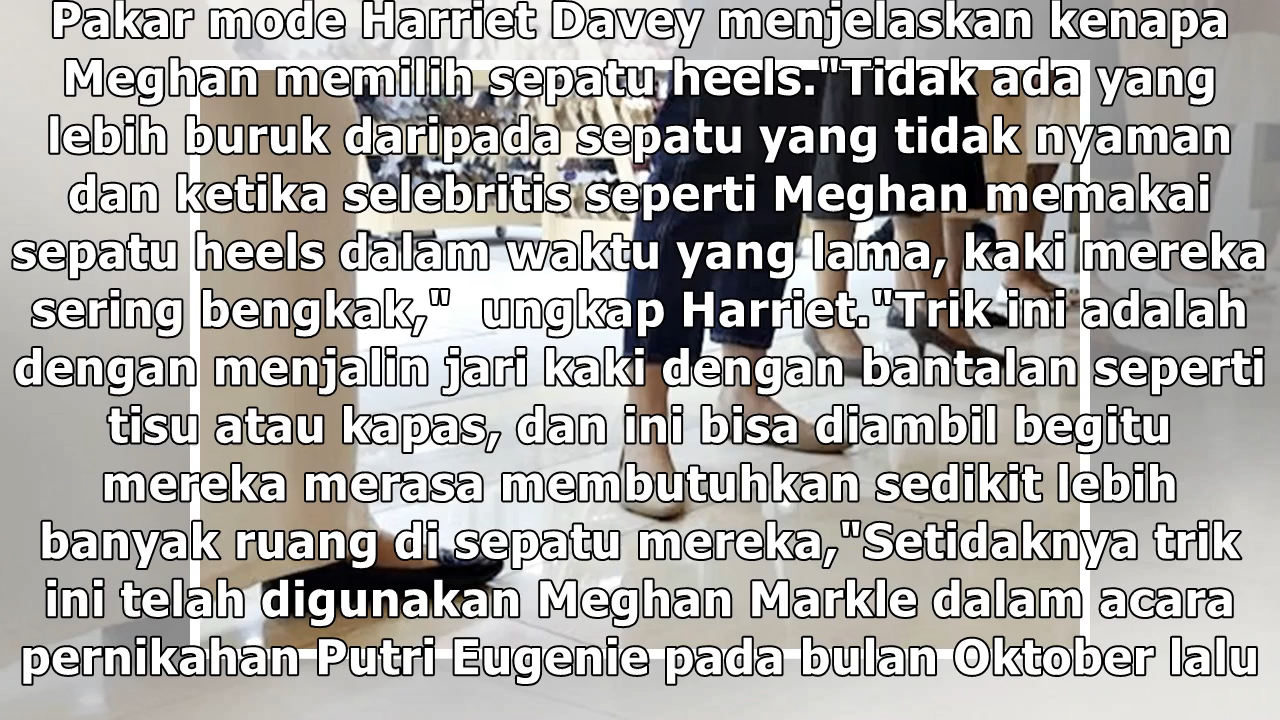 Pakar mode Harriet Davey menjelaskan kenapa
Meghan memilih sepatu heels."Tidak ada yang
lebih buruk daripada sepatu yang tidak nyaman
dan ketika selebritis seperti Meghan memakai
sepatu heels dalam waktu yang lama, kaki mereka
sering bengkak,"  ungkap Harriet."Trik ini adalah
dengan menjalin jari kaki dengan bantalan seperti
tisu atau kapas, dan ini bisa diambil begitu
mereka merasa membutuhkan sedikit lebih
banyak ruang di sepatu mereka,"Setidaknya trik
ini telah digunakan Meghan Markle dalam acara
pernikahan Putri Eugenie pada bulan Oktober lalu